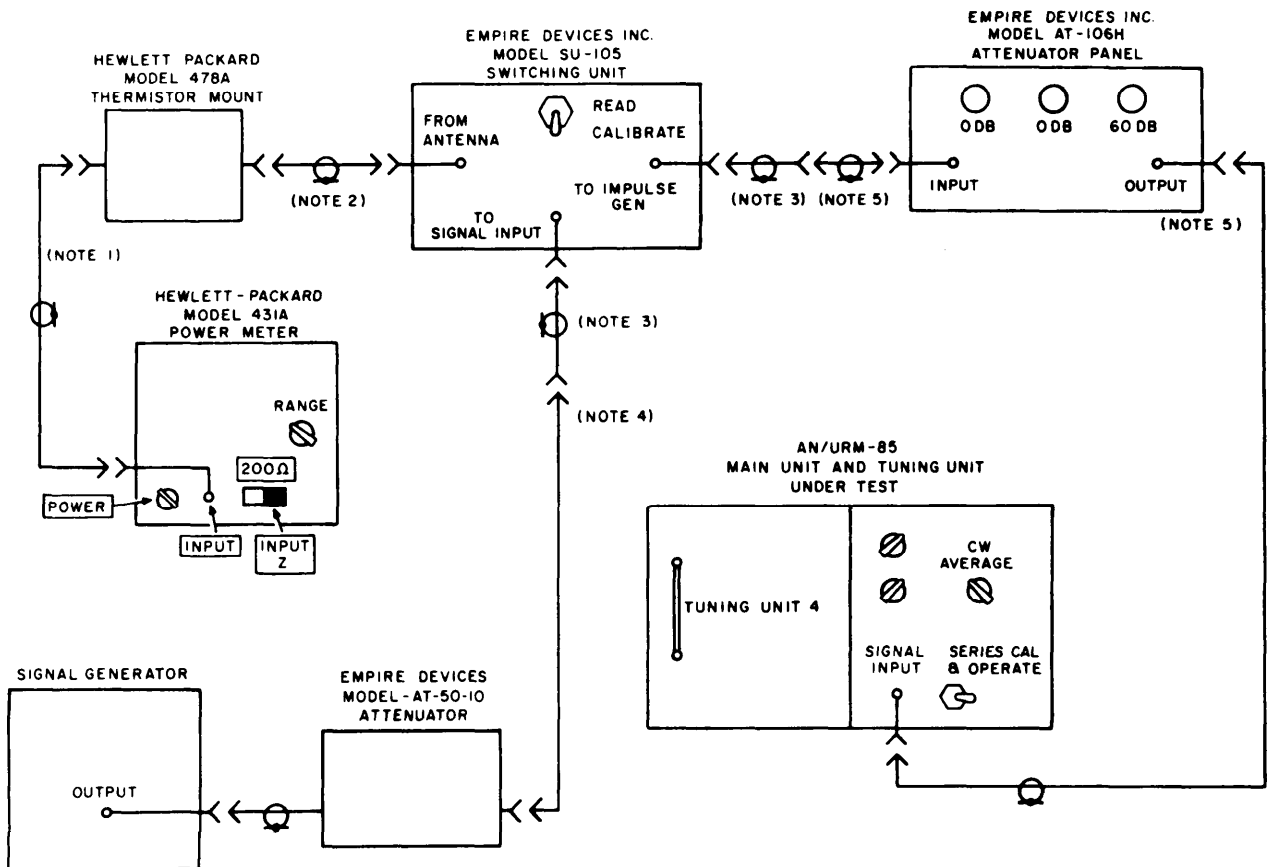 HEWLETT PACKARD
MODEL 478A
THERMISTOR MOUNT
EMPIRE DEVICES INC.
MODEL SU-105
SWITCHING UNIT
EMPIRE DEVICES INC.
MODEL AT-106H
ATTENUATOR PANEL
FROM
ANTENNA
READ
CALIBRATE
TO IMPULSE
GEN
TO
SIGNAL INPUT
0 DB
0 DB
60 DB
INPUT
OUTPUT
(NOTE 2)
(NOTE 3)
(NOTE 5)
(NOTE 5)
(NOTE 1)
HEWLETT-PACKARD
MODEL 431A
POWER METER
RANGE
200Ω
POWER
INPUT
INPUT
Z
(NOTE 3)
(NOTE 4)
AN/URM-85
MAIN UNIT AND TUNING UNIT
UNDER TEST
TUNING UNIT 4
CW
AVERAGE
SIGNAL
INPUT
SERIES CAL
& OPERATE
SIGNAL GENERATOR
OUTPUT
EMPIRE DEVICES
MODEL-AT-50-10
ATTENUATOR